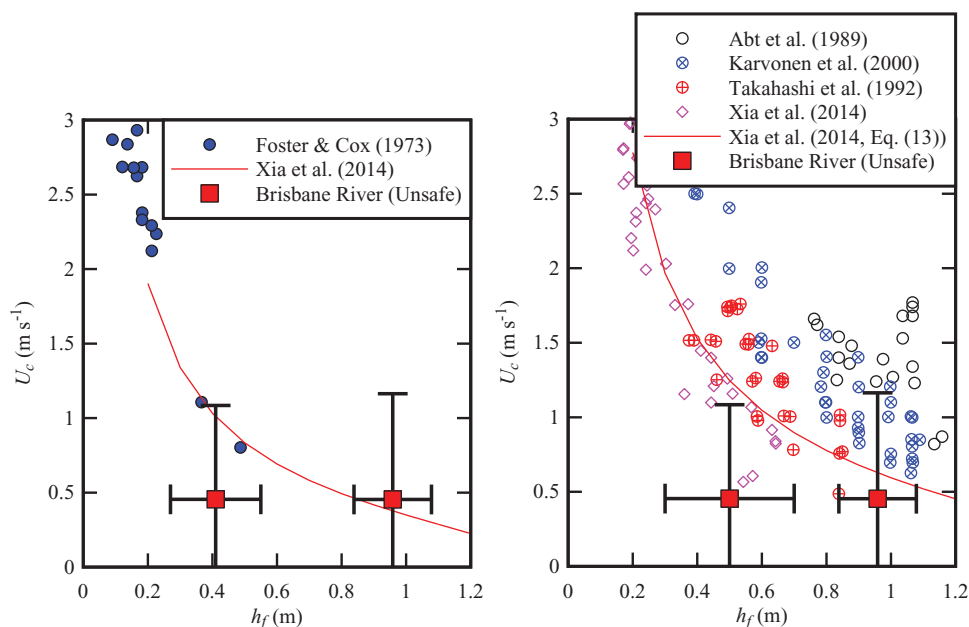 Abt et al. (1989)
Karvonen et al. (2000)
Takahashi et al. (1992)
Xia et al. (2014)
Xia et al. (2014, Eq. (13))
Brisbane River (Unsafe)
Foster & Cox (1973)
Xia et al. (2014)
Brisbane River (Unsafe)
3
2.5
2
1.5
1
0.5
0
U_c (m s⁻¹)
0 0.2 0.4 0.6 0.8 1 1.2
h_f (m)
3
2.5
2
1.5
1
0.5
0
U_c (m s⁻¹)
0 0.2 0.4 0.6 0.8 1 1.2
h_f (m)